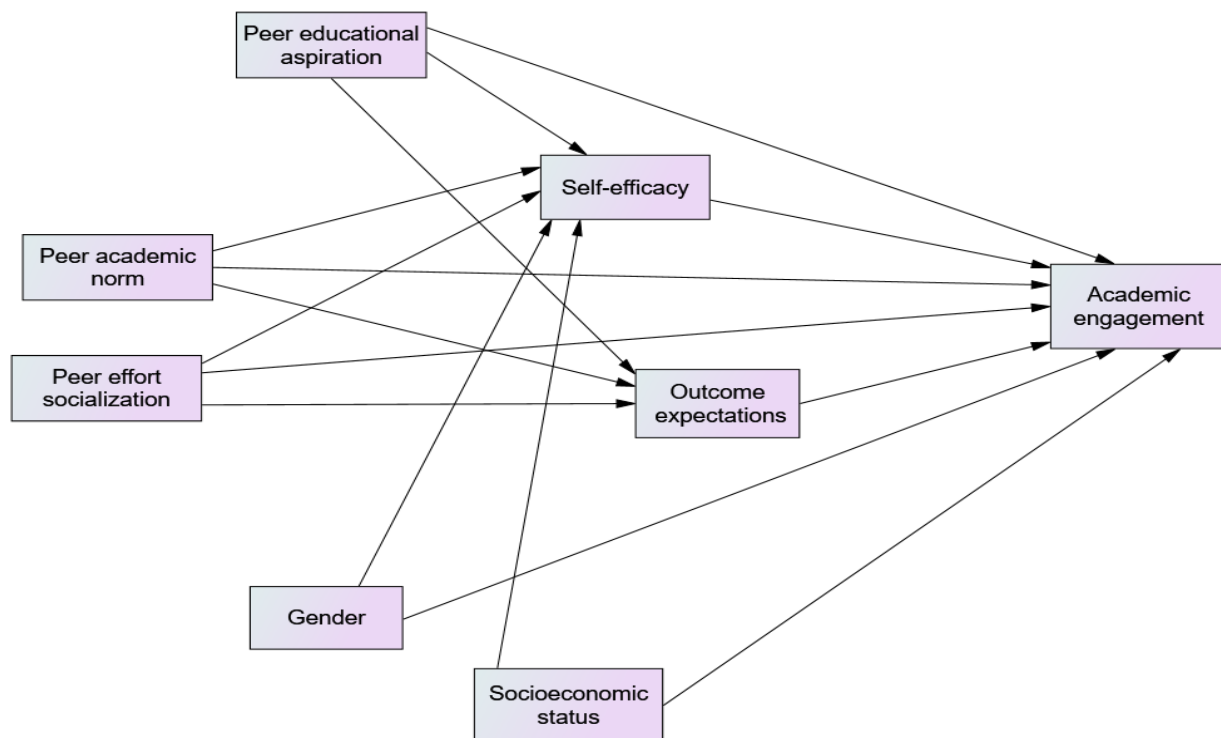 Peer educational
aspiration
Self-efficacy
Peer academic
norm
Academic
engagement
Peer effort
socialization
Outcome
expectations
Gender
Socioeconomic
status